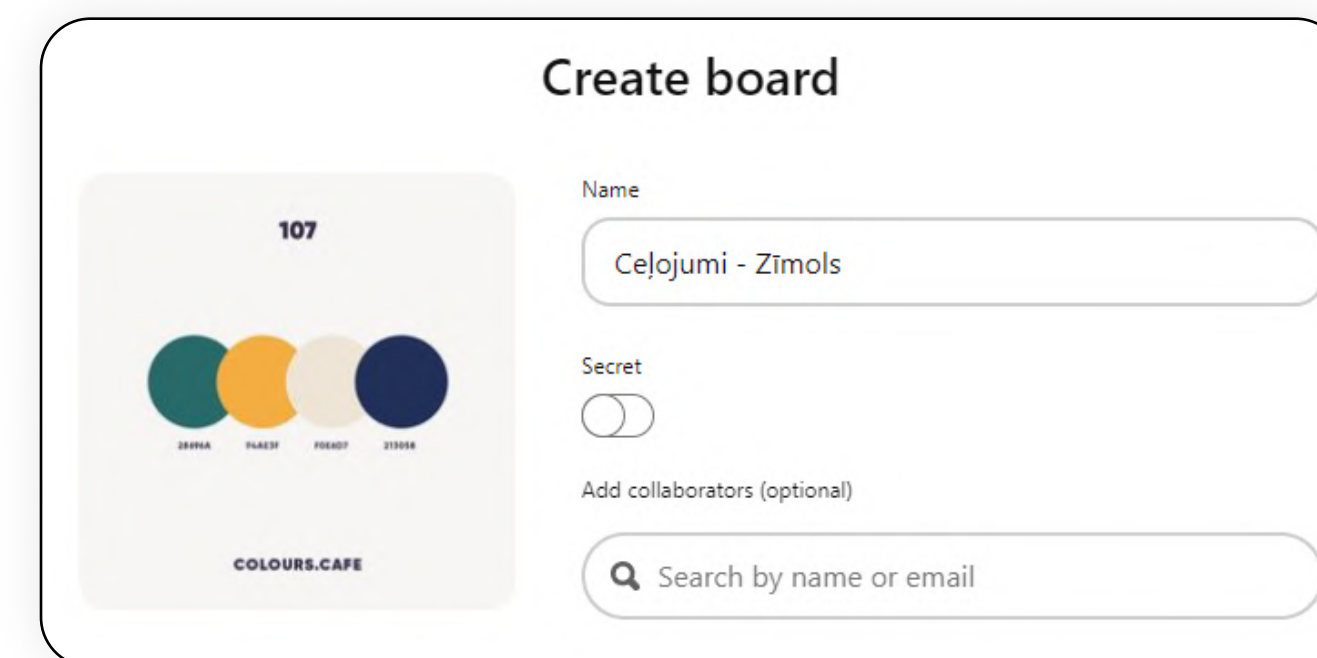 Create board
107
COLOURS.CAFE
Name
Ceļojumi - Zīmols
Secret
Add collaborators (optional)
Search by name or email